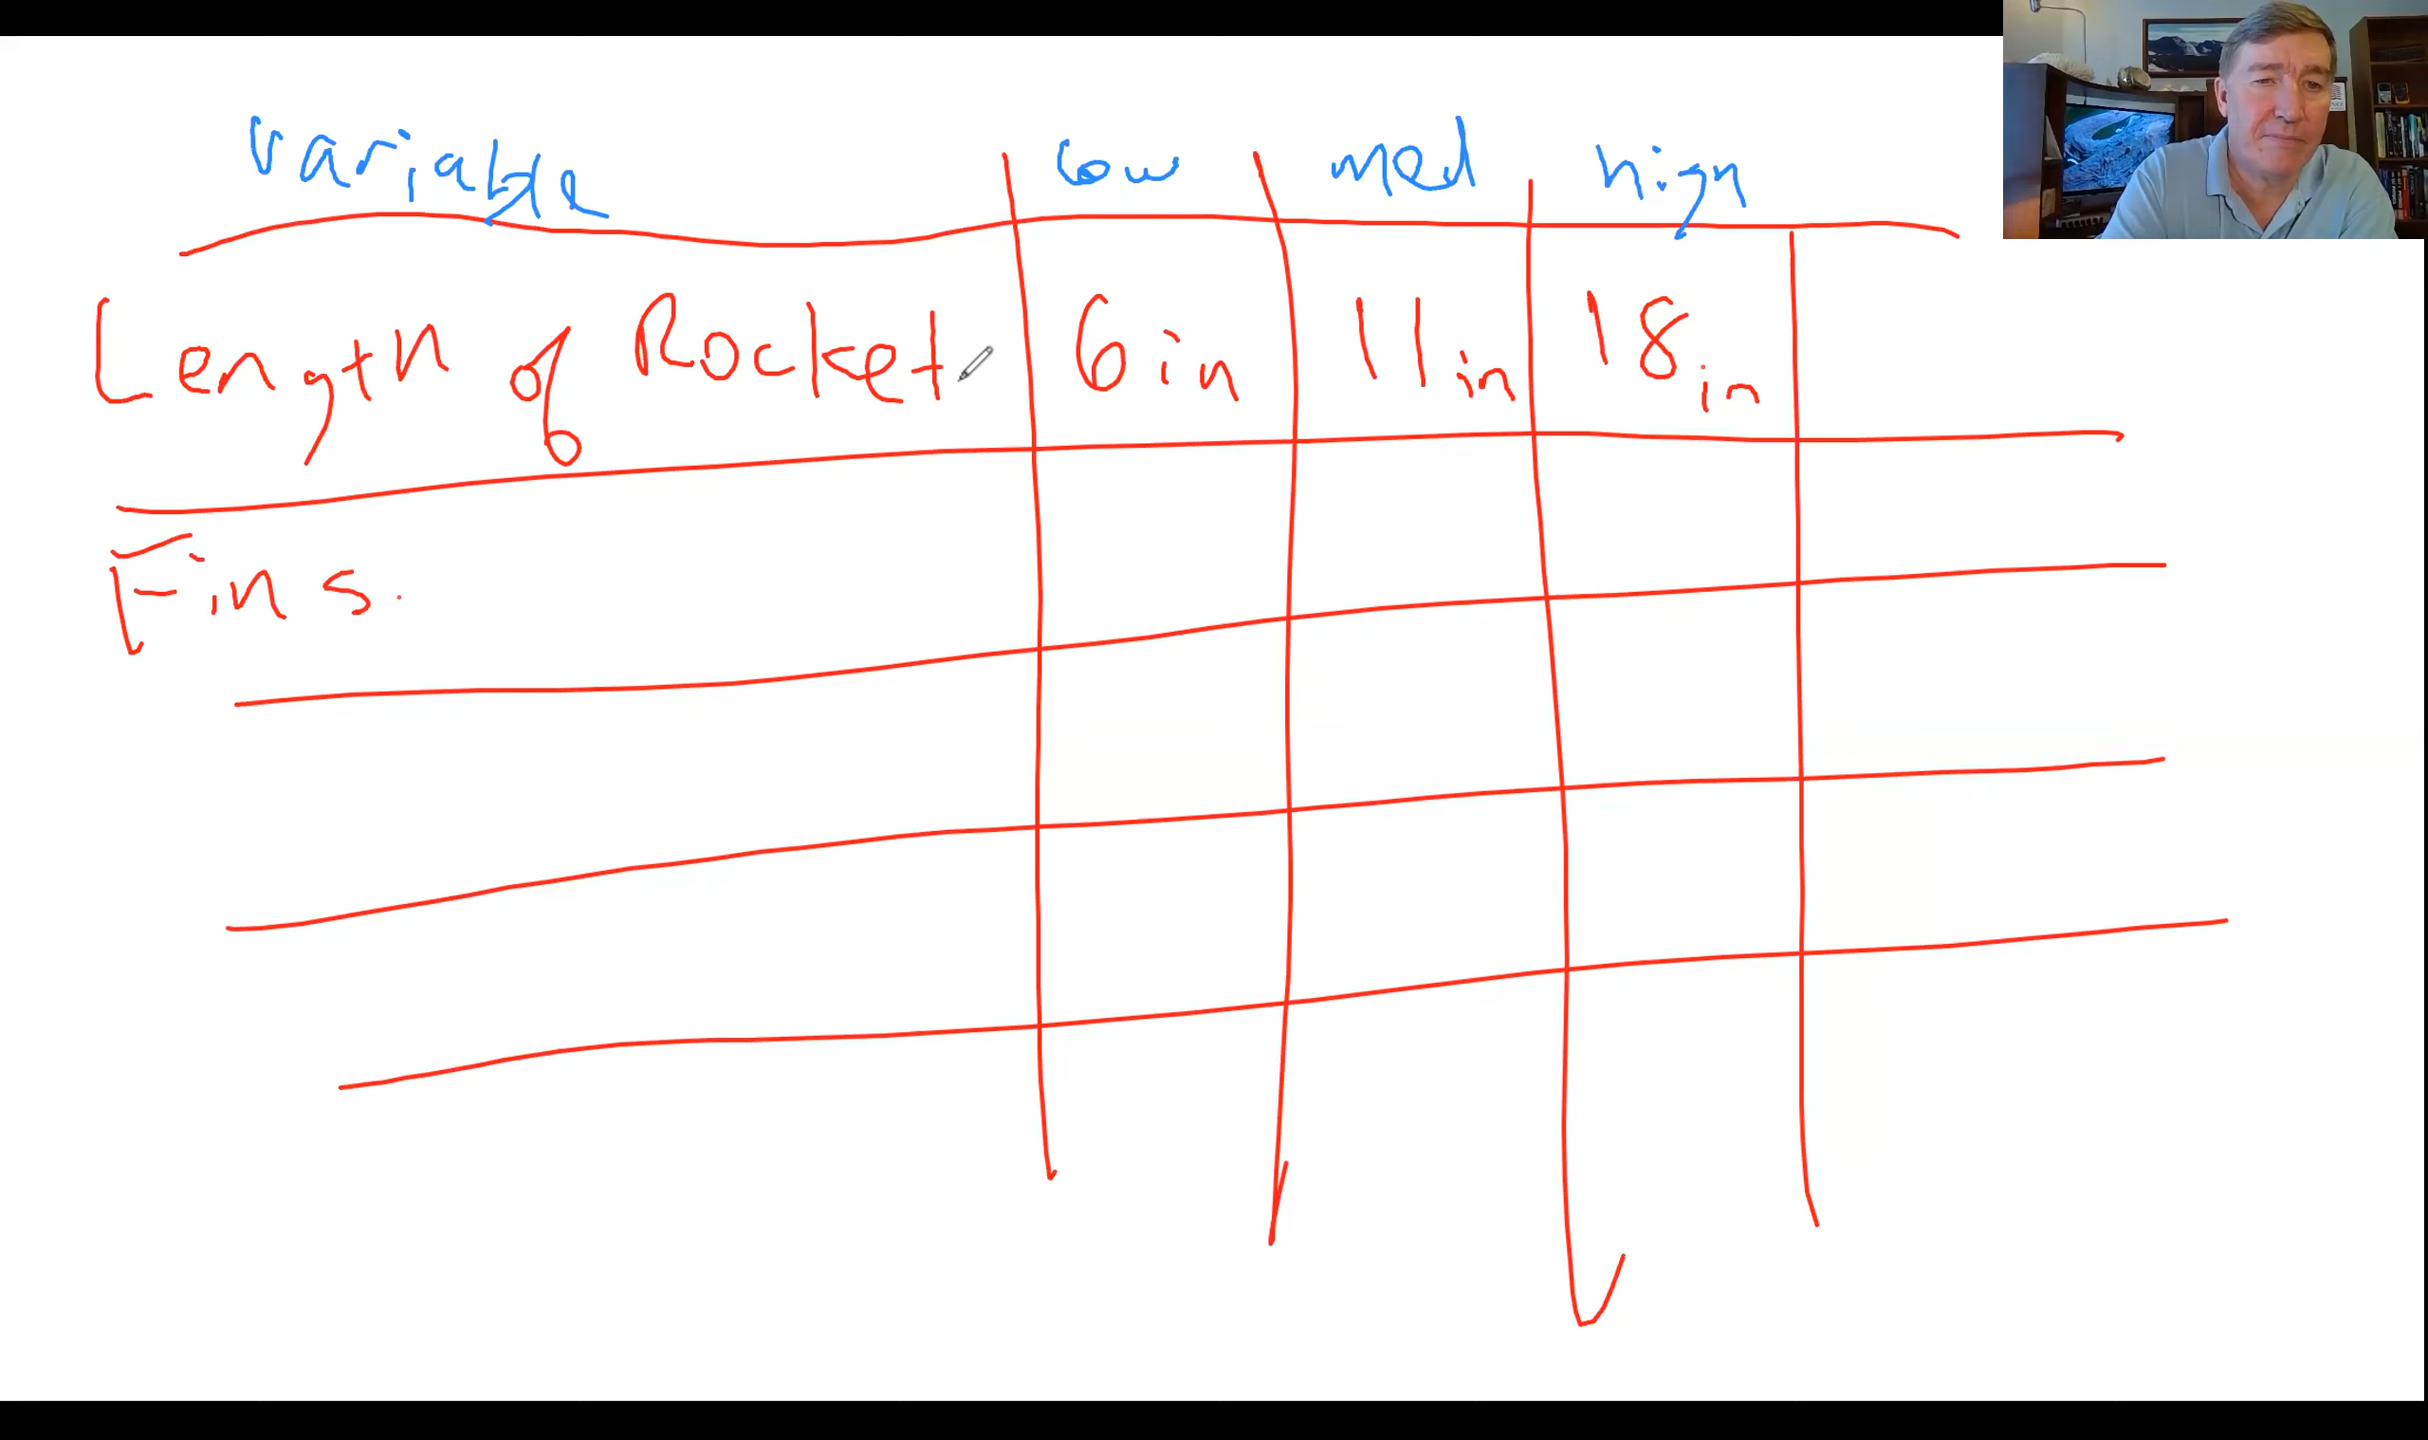 variable low med high
Length of Rocket 6 in 11 in 18 in
Fins.